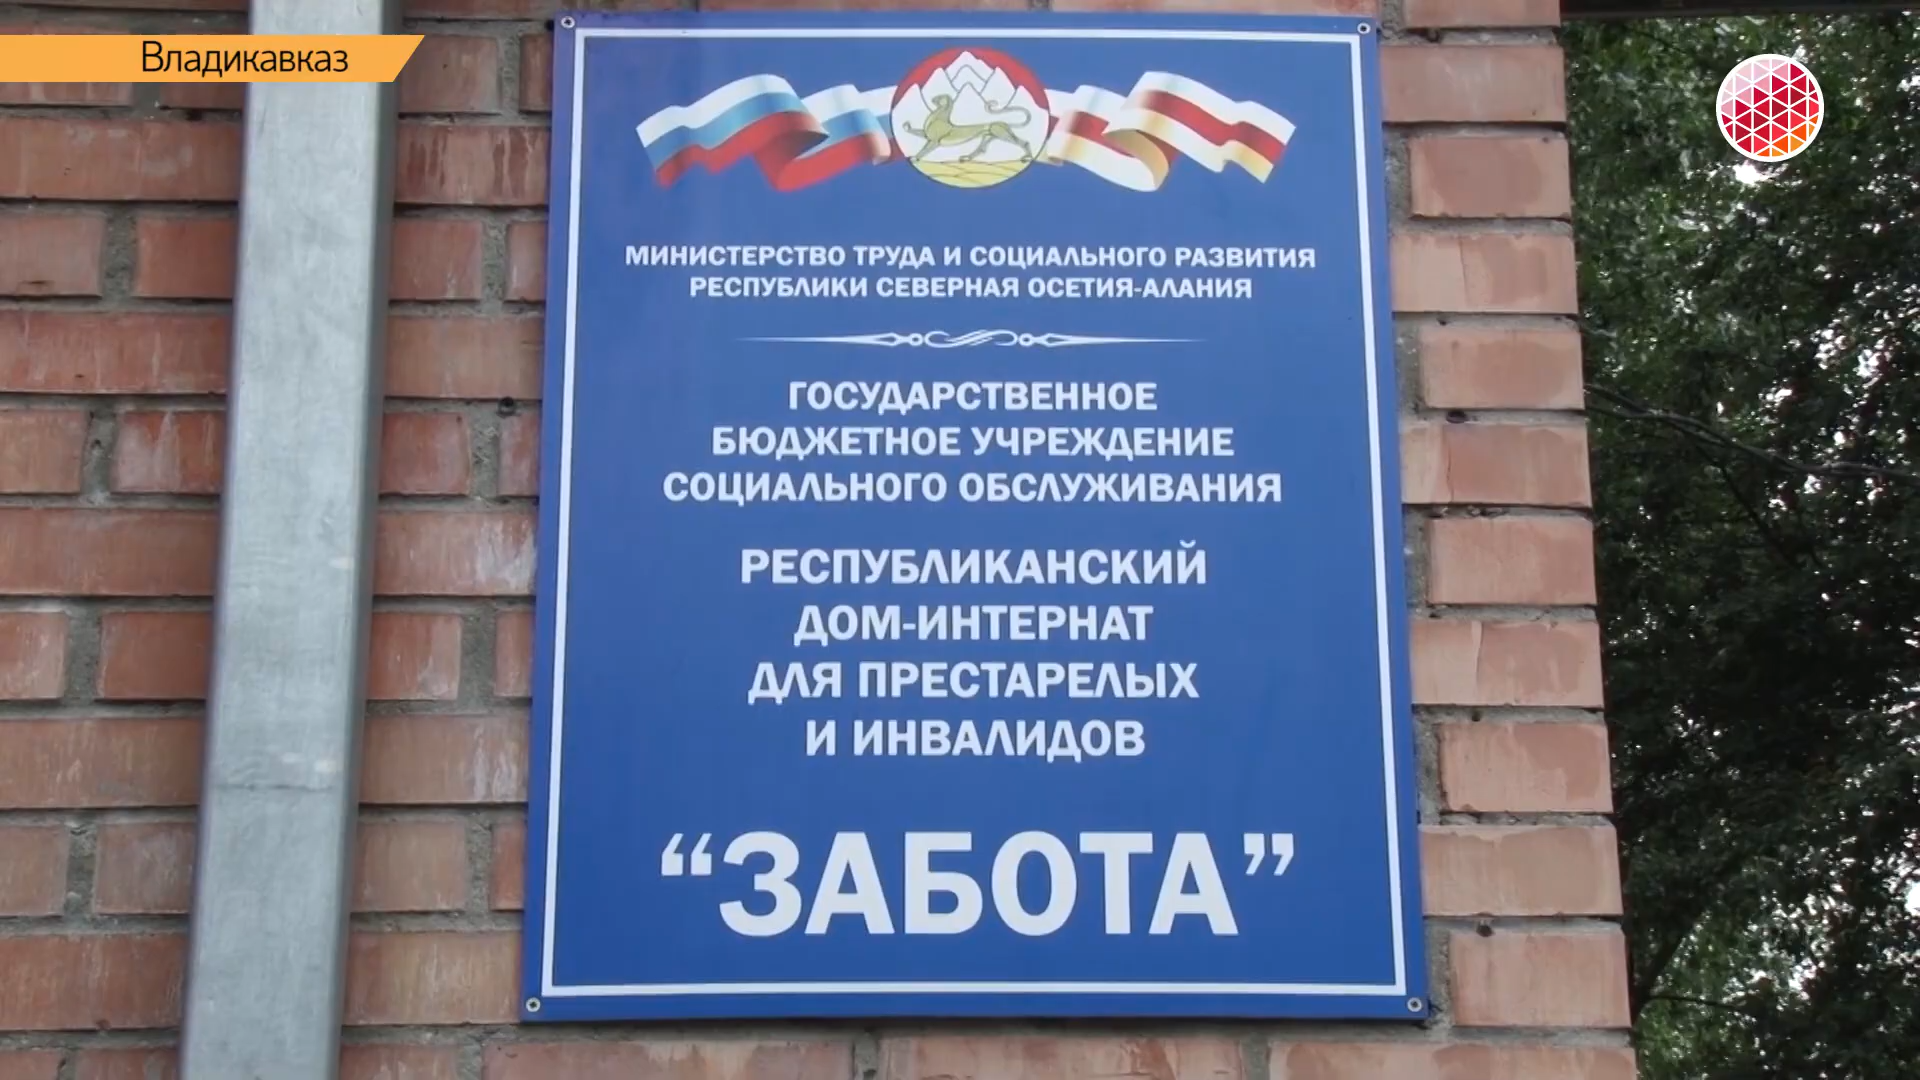 Владикавказ
МИНИСТЕРСТВО ТРУДА И СОЦИАЛЬНОГО РАЗВИТИЯ
РЕСПУБЛИКИ СЕВЕРНАЯ ОСЕТИЯ-АЛАНИЯ
ГОСУДАРСТВЕННОЕ
БЮДЖЕТНОЕ УЧРЕЖДЕНИЕ
СОЦИАЛЬНОГО ОБСЛУЖИВАНИЯ
РЕСПУБЛИКАНСКИЙ
ДОМ-ИНТЕРНАТ
ДЛЯ ПРЕСТАРЕЛЫХ
И ИНВАЛИДОВ
“ЗАБОТА”